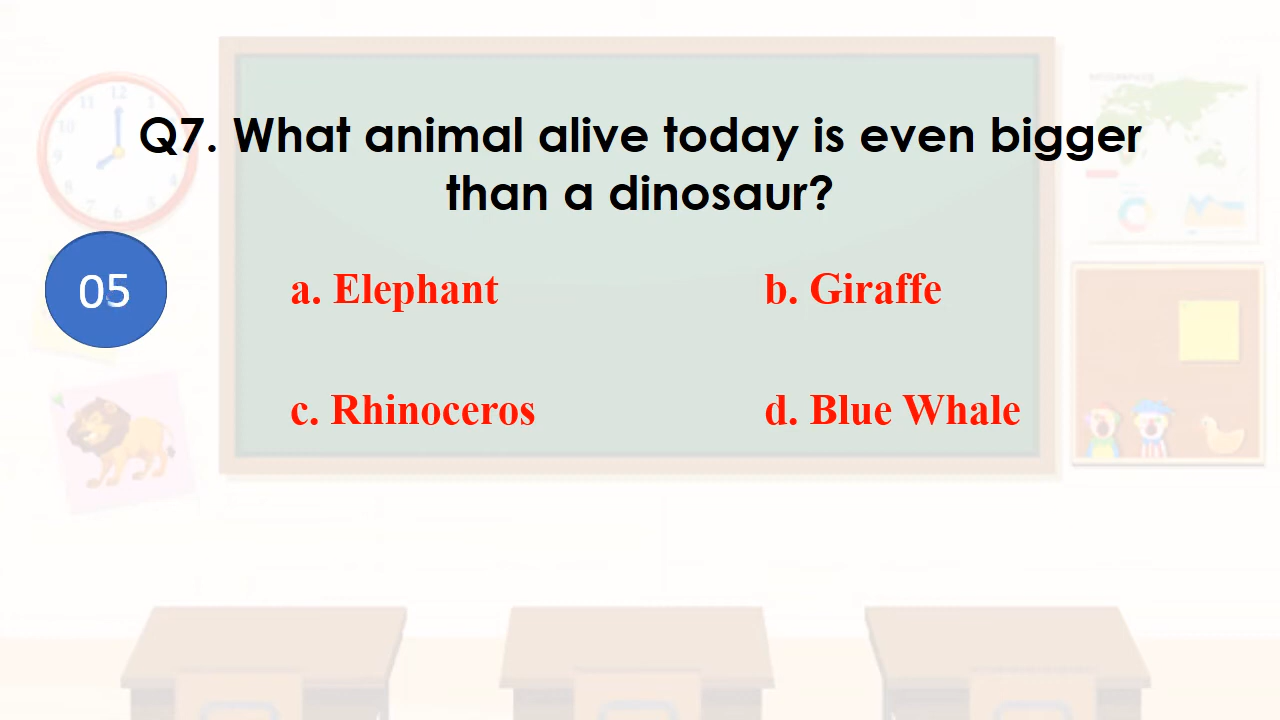 Q7. What animal alive today is even bigger
than a dinosaur?
05
a. Elephant
b. Giraffe
c. Rhinoceros
d. Blue Whale